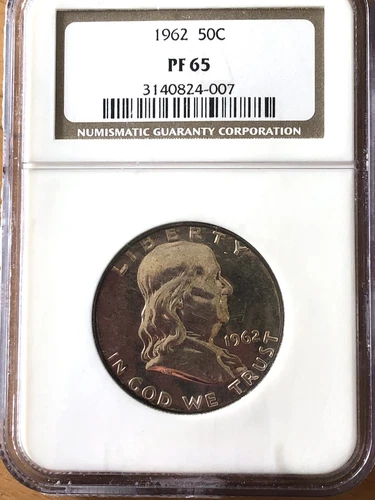 1962 50C
PF 65
3140824-007
NUMISMATIC GUARANTY CORPORATION
LIBERTY
1962
IN GOD WE TRUST